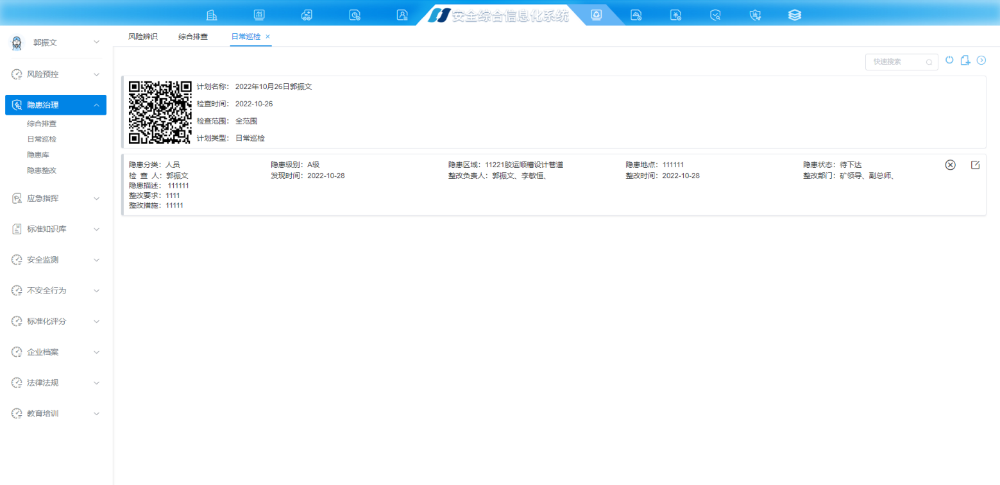 安全综合信息化系统
郭振文
风险预控
隐患治理
综合排查
日常巡检
隐患库
隐患整改
应急指挥
标准知识库
安全监测
不安全行为
标准化评分
企业档案
法律法规
教育培训
风险辨识 综合排查 日常巡检 ×
快速搜索
计划名称: 2022年10月26日郭振文
检查时间: 2022-10-26
检查范围: 全范围
计划类型: 日常巡检
隐患分类: 人员 隐患级别: A级 隐患区域: 11221胶运顺槽设计巷道 隐患地点: 111111 隐患状态: 待下达
检 查 人: 郭振文 发现时间: 2022-10-28 整改负责人: 郭振文、李敏恒、 整改时间: 2022-10-28 整改部门: 矿领导、副总师、
隐患描述: 111111
整改要求: 1111
整改措施: 11111